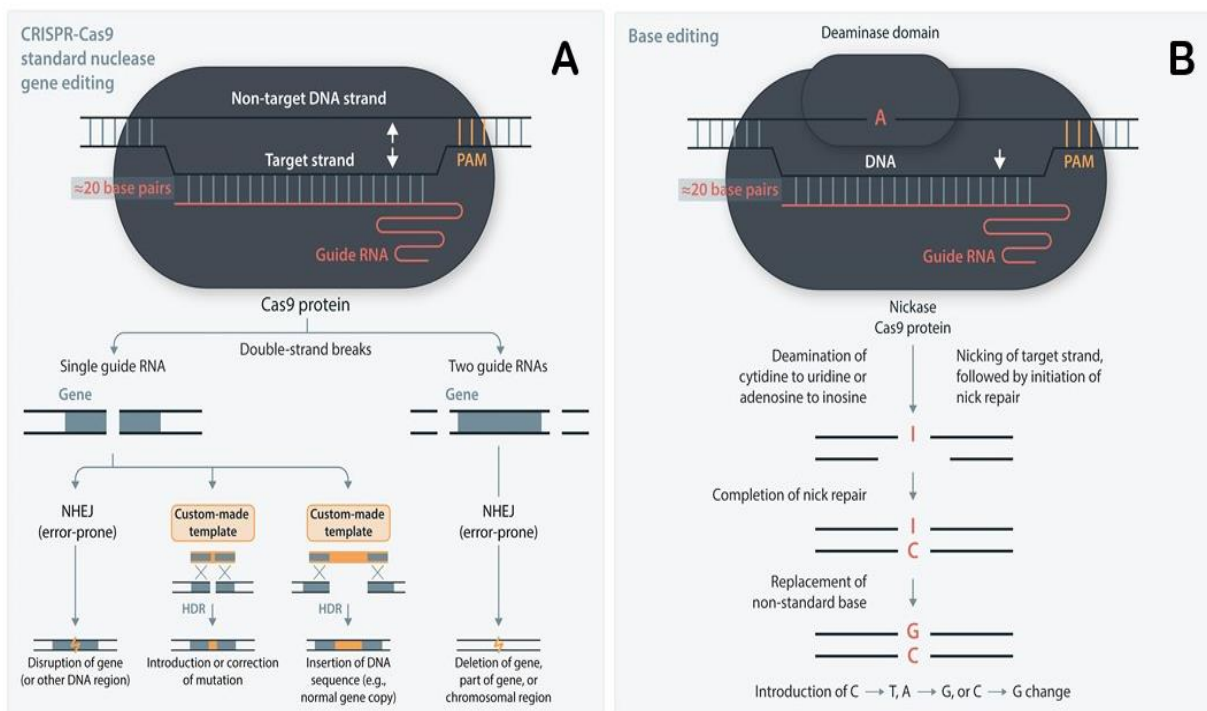 CRISPR-Cas9
standard nuclease
gene editing
A
Non-target DNA strand
Target strand
PAM
≈20 base pairs
Guide RNA
Cas9 protein
Double-strand breaks
Single guide RNA
Two guide RNAs
Gene
Gene
NHEJ
(error-prone)
Custom-made
template
Custom-made
template
NHEJ
(error-prone)
HDR
HDR
Disruption of gene
(or other DNA region)
Introduction or correction
of mutation
Insertion of DNA
sequence (e.g.,
normal gene copy)
Deletion of gene,
part of gene, or
chromosomal region
Base editing
Deaminase domain
B
A
DNA
PAM
≈20 base pairs
Guide RNA
Nickase
Cas9 protein
Deamination of
cytidine to uridine or
adenosine to inosine
Nicking of target strand,
followed by initiation of
nick repair
I
Completion of nick repair
I
C
Replacement of
non-standard base
G
C
Introduction of C → T, A → G, or C → G change